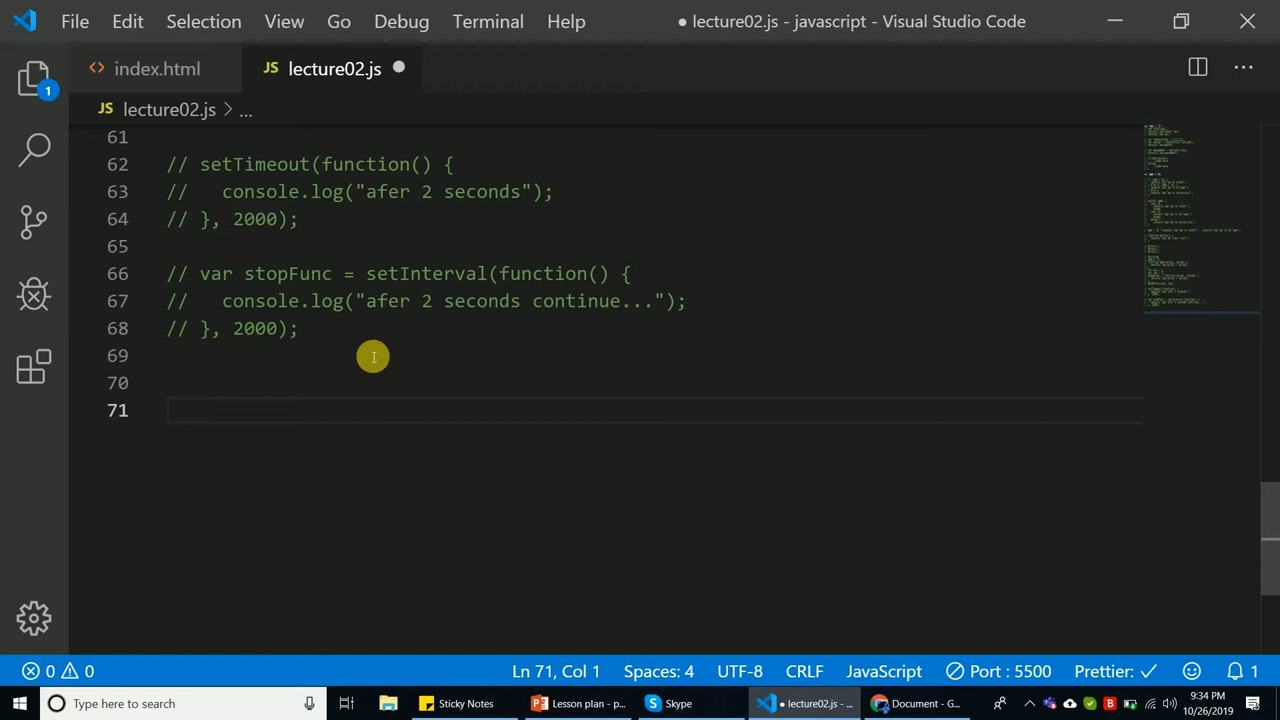 File Edit Selection View Go Debug Terminal Help ● lecture02.js - javascript - Visual Studio Code
<> index.html JS lecture02.js ●
1
JS lecture02.js > ...
61
62 // setTimeout(function() {
63 //   console.log("afer 2 seconds");
64 // }, 2000);
65
66 // var stopFunc = setInterval(function() {
67 //   console.log("afer 2 seconds continue...");
68 // }, 2000);
69
70
71
0 0 Ln 71, Col 1 Spaces: 4 UTF-8 CRLF JavaScript Port : 5500 Prettier: ✓ 1
Type here to search Sticky Notes Lesson plan - p... Skype ● lecture02.js - ... Document - G... 9:34 PM
10/26/2019